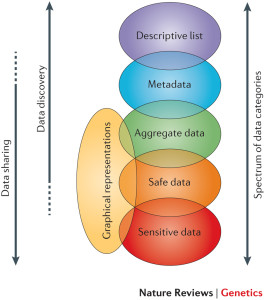 Descriptive list
Metadata
Aggregate data
Safe data
Sensitive data
Graphical representations
Data discovery
Data sharing
Spectrum of data categories
Nature Reviews | Genetics